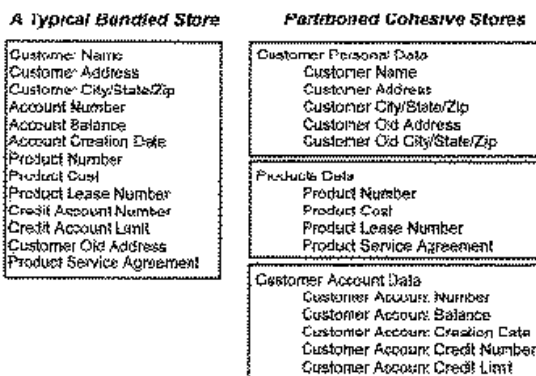 A Typical Bundled Store
Customer Name
Customer Address
Customer City/State/Zip
Account Number
Account Balance
Account Creation Date
Product Number
Product Cost
Product Lease Number
Credit Account Number
Credit Account Limit
Customer Old Address
Product Service Agreement
Partitioned Cohesive Stores
Customer Personal Data
Customer Name
Customer Address
Customer City/State/Zip
Customer Old Address
Customer Old City/State/Zip
Products Data
Product Number
Product Cost
Product Lease Number
Product Service Agreement
Customer Account Data
Customer Account Number
Customer Account Balance
Customer Account Creation Date
Customer Account Credit Number
Customer Account Credit Limit